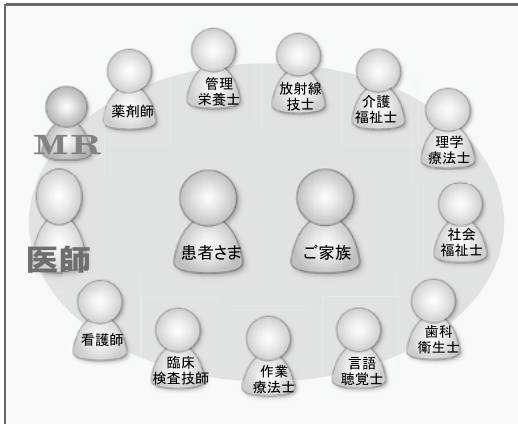 管理
栄養士
放射線
技士
薬剤師
介護
福祉士
MR
理学
療法士
患者さま
ご家族
社会
福祉士
医師
看護師
歯科
衛生士
臨床
検査技師
作業
療法士
言語
聴覚士